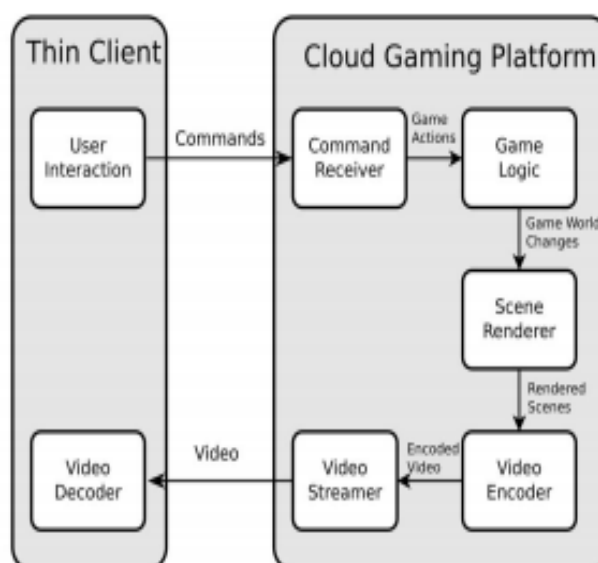 Thin Client
Cloud Gaming Platform
User
Interaction
Commands
Command
Receiver
Game
Actions
Game
Logic
Game World
Changes
Scene
Renderer
Rendered
Scenes
Video
Decoder
Video
Video
Streamer
Encoded
Video
Video
Encoder